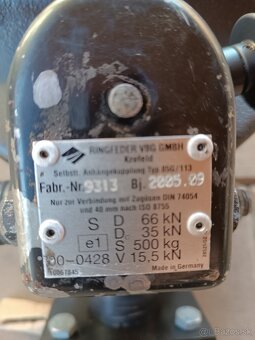 RINGFEDER VBG GMBH
Krefeld
Selbstt. Anhängekupplung Typ 85G/113
Fabr.-Nr. 9313 Bj. 2005.09
Nur zur Verbindung mit Zugösen DIN 74054
und 40 mm nach ISO 8755
S D 66 kN
D 35 kN
e1 S 500 kg
00-0428 V 15,5 kN
Made in Germany